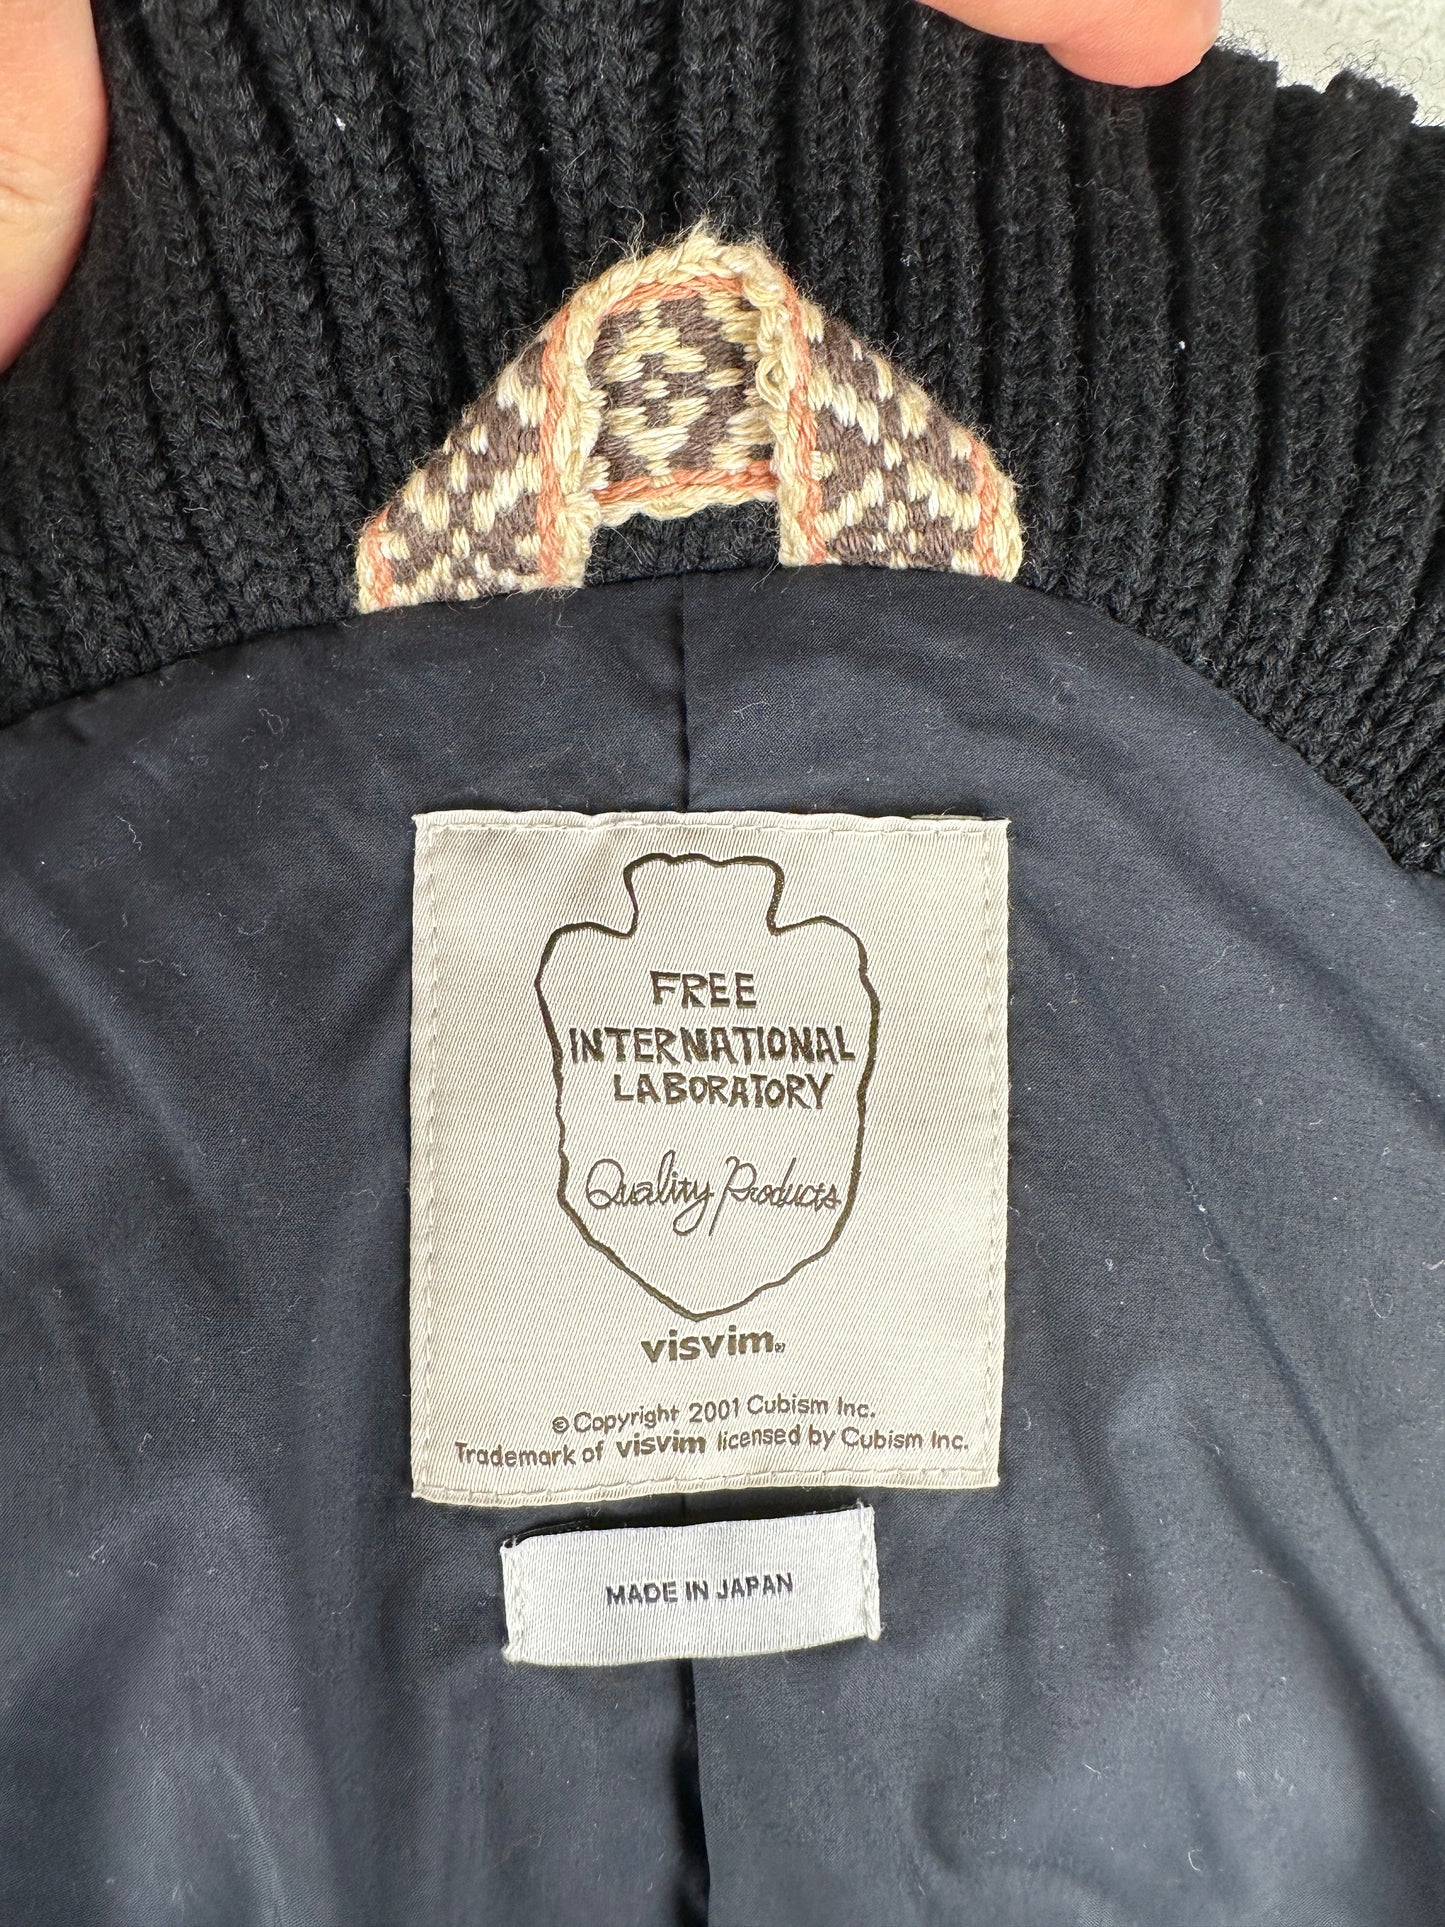 FREE
INTERNATIONAL
LABORATORY
Quality Products
visvim®
© Copyright 2001 Cubism Inc.
Trademark of visvim licensed by Cubism Inc.
MADE IN JAPAN